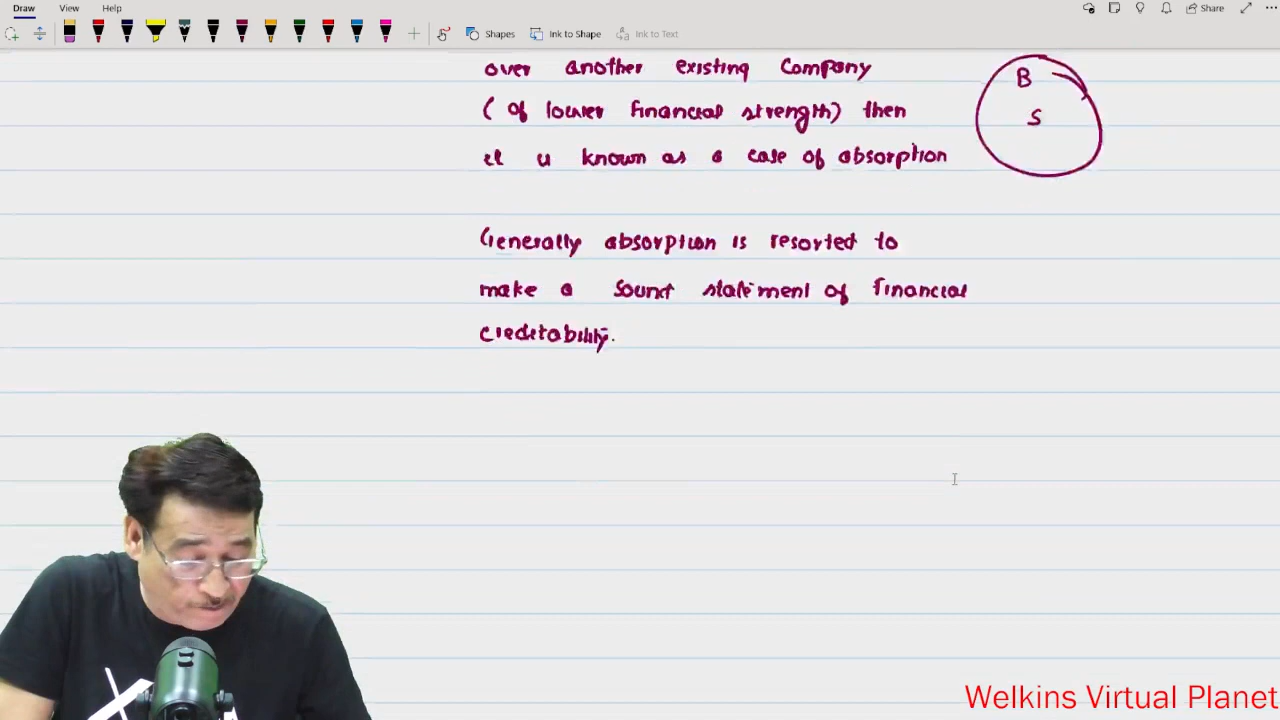 Draw View Help Share
Shapes Ink to Shape Ink to Text
over another existing Company B
( of lower financial strength) then S
it is known as a case of absorption
Generally absorption is resorted to
make a sound statement of financial
creditability.
Welkins Virtual Planet